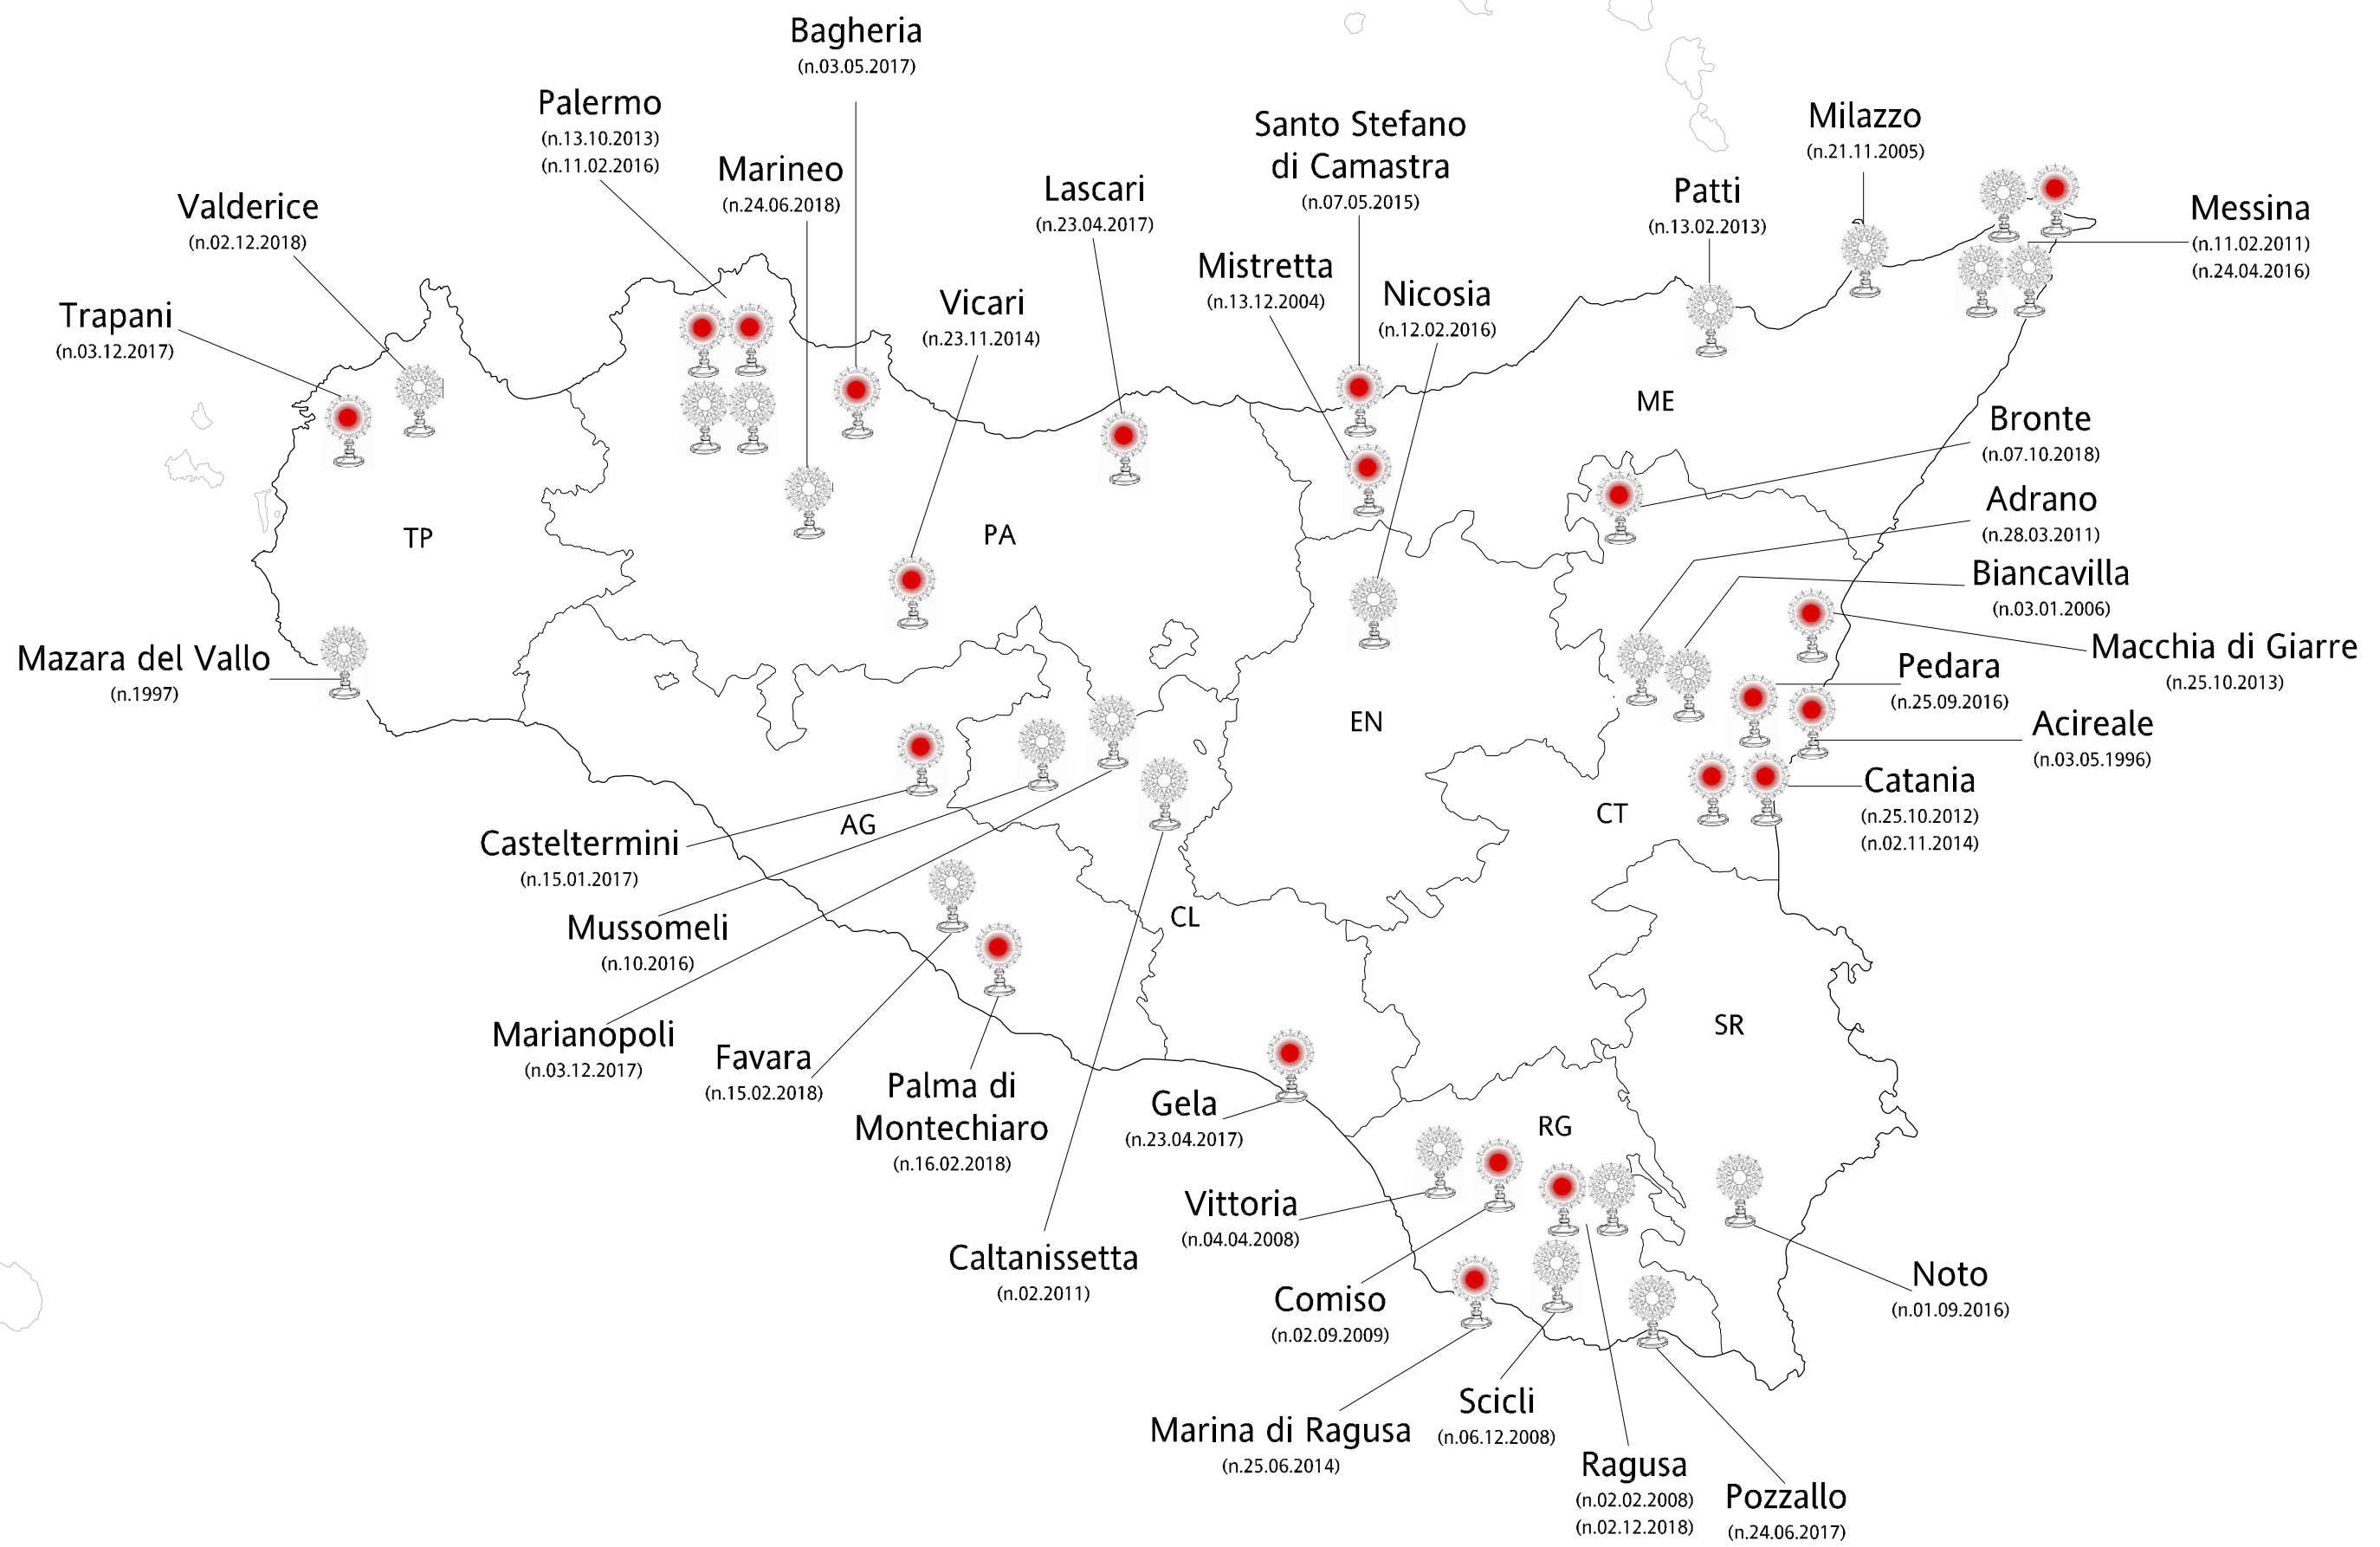 Bagheria
(n.03.05.2017)
Palermo
(n.13.10.2013)
(n.11.02.2016)
Marineo
(n.24.06.2018)
Valderice
(n.02.12.2018)
Trapani
(n.03.12.2017)
Vicari
(n.23.11.2014)
Lascari
(n.23.04.2017)
Santo Stefano
di Camastra
(n.07.05.2015)
Mistretta
(n.13.12.2004)
Nicosia
(n.12.02.2016)
Patti
(n.13.02.2013)
Milazzo
(n.21.11.2005)
Messina
(n.11.02.2011)
(n.24.04.2016)
ME
Bronte
(n.07.10.2018)
Adrano
(n.28.03.2011)
Biancavilla
(n.03.01.2006)
Macchia di Giarre
(n.25.10.2013)
Pedara
(n.25.09.2016)
Acireale
(n.03.05.1996)
Catania
(n.25.10.2012)
(n.02.11.2014)
TP
PA
Mazara del Vallo
(n.1997)
EN
CT
AG
Casteltermini
(n.15.01.2017)
Mussomeli
(n.10.2016)
CL
Marianopoli
(n.03.12.2017)
Favara
(n.15.02.2018)
Palma di
Montechiaro
(n.16.02.2018)
SR
Gela
(n.23.04.2017)
RG
Vittoria
(n.04.04.2008)
Caltanissetta
(n.02.2011)
Comiso
(n.02.09.2009)
Noto
(n.01.09.2016)
Marina di Ragusa
(n.25.06.2014)
Scicli
(n.06.12.2008)
Ragusa
(n.02.02.2008)
(n.02.12.2018)
Pozzallo
(n.24.06.2017)